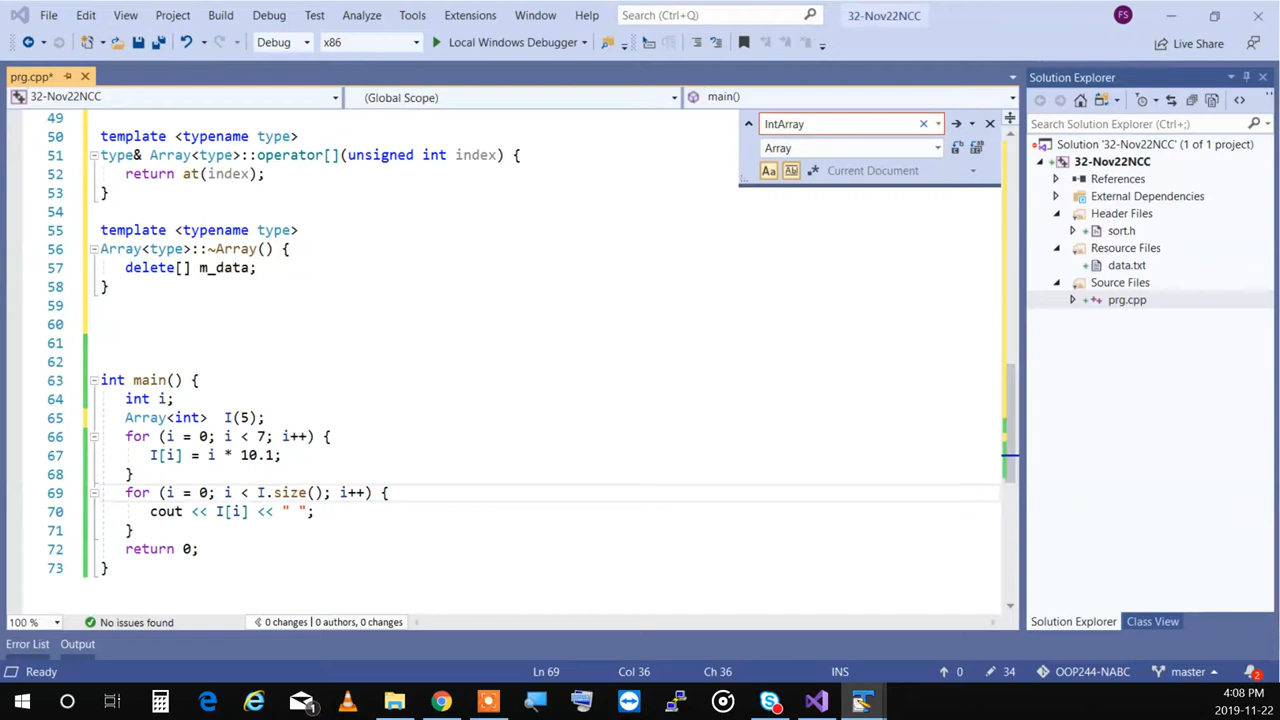 File Edit View Project Build Debug Test Analyze Tools Extensions Window Help Search (Ctrl+Q) 32-Nov22NCC FS
Debug x86 Local Windows Debugger Live Share
prg.cpp*
32-Nov22NCC (Global Scope) main()
IntArray
Array
Aa Ab Current Document
49
50 template <typename type>
51 type& Array<type>::operator[](unsigned int index) {
52 return at(index);
53 }
54
55 template <typename type>
56 Array<type>::~Array() {
57 delete[] m_data;
58 }
59
60
61
62
63 int main() {
64 int i;
65 Array<int>  I(5);
66 for (i = 0; i < 7; i++) {
67 I[i] = i * 10.1;
68 }
69 for (i = 0; i < I.size(); i++) {
70 cout << I[i] << " ";
71 }
72 return 0;
73 }
100 % No issues found 0 changes | 0 authors, 0 changes
Solution Explorer
Search Solution Explorer (Ctrl+;)
Solution '32-Nov22NCC' (1 of 1 project)
32-Nov22NCC
References
External Dependencies
Header Files
sort.h
Resource Files
data.txt
Source Files
prg.cpp
Solution Explorer Class View
Error List Output
Ready Ln 69 Col 36 Ch 36 INS 0 34 OOP244-NABC master 2
1
4:08 PM
2019-11-22